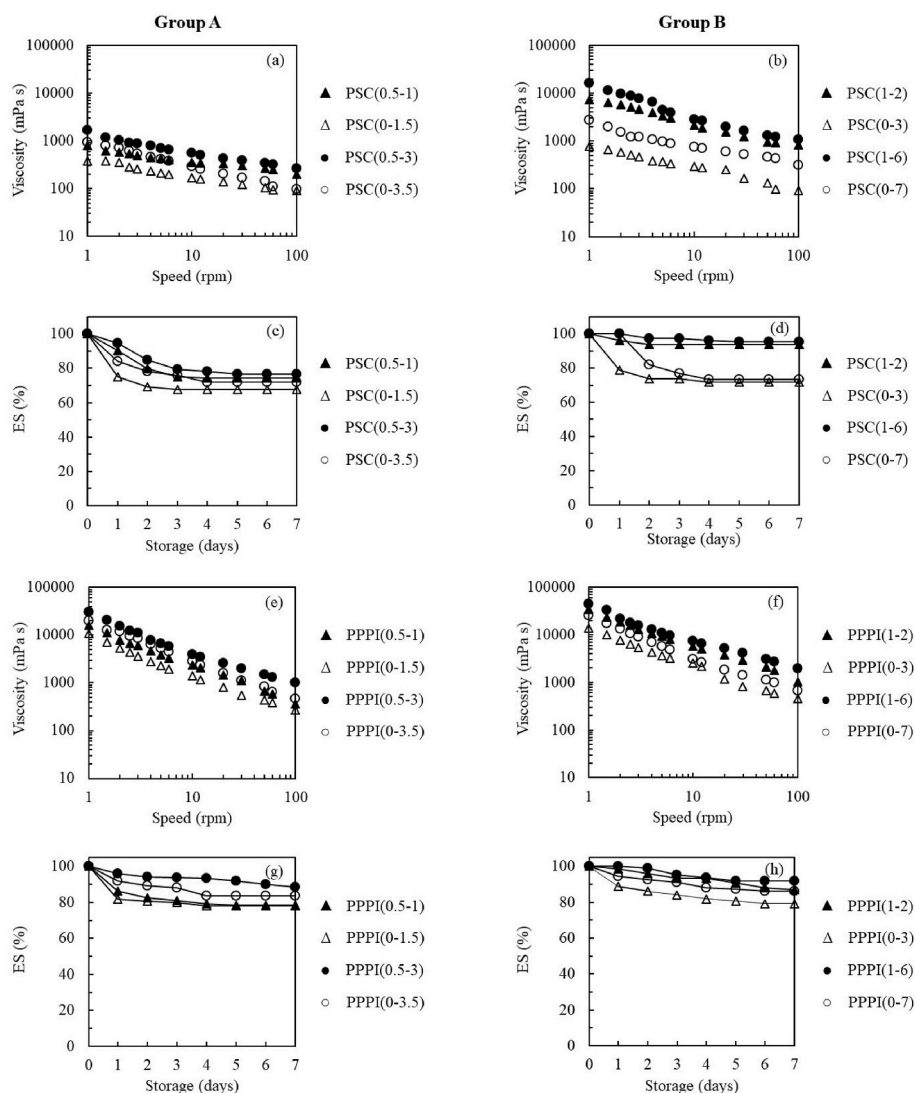 Group A
Group B
100000
10000
1000
100
10
Viscosity (mPa s)
(a)
1
10
100
Speed (rpm)
PSC(0.5-1)
PSC(0-1.5)
PSC(0.5-3)
PSC(0-3.5)
100000
10000
1000
100
10
Viscosity (mPa s)
(b)
1
10
100
Speed (rpm)
PSC(1-2)
PSC(0-3)
PSC(1-6)
PSC(0-7)
100
80
60
40
20
0
ES (%)
(c)
0 1 2 3 4 5 6 7
Storage (days)
PSC(0.5-1)
PSC(0-1.5)
PSC(0.5-3)
PSC(0-3.5)
100
80
60
40
20
0
ES (%)
(d)
0 1 2 3 4 5 6 7
Storage (days)
PSC(1-2)
PSC(0-3)
PSC(1-6)
PSC(0-7)
100000
10000
1000
100
10
Viscosity (mPa s)
(e)
1
10
100
Speed (rpm)
PPPI(0.5-1)
PPPI(0-1.5)
PPPI(0.5-3)
PPPI(0-3.5)
100000
10000
1000
100
10
Viscosity (mPa s)
(f)
1
10
100
Speed (rpm)
PPPI(1-2)
PPPI(0-3)
PPPI(1-6)
PPPI(0-7)
100
80
60
40
20
0
ES (%)
(g)
0 1 2 3 4 5 6 7
Storage (days)
PPPI(0.5-1)
PPPI(0-1.5)
PPPI(0.5-3)
PPPI(0-3.5)
100
80
60
40
20
0
ES (%)
(h)
0 1 2 3 4 5 6 7
Storage (days)
PPPI(1-2)
PPPI(0-3)
PPPI(1-6)
PPPI(0-7)